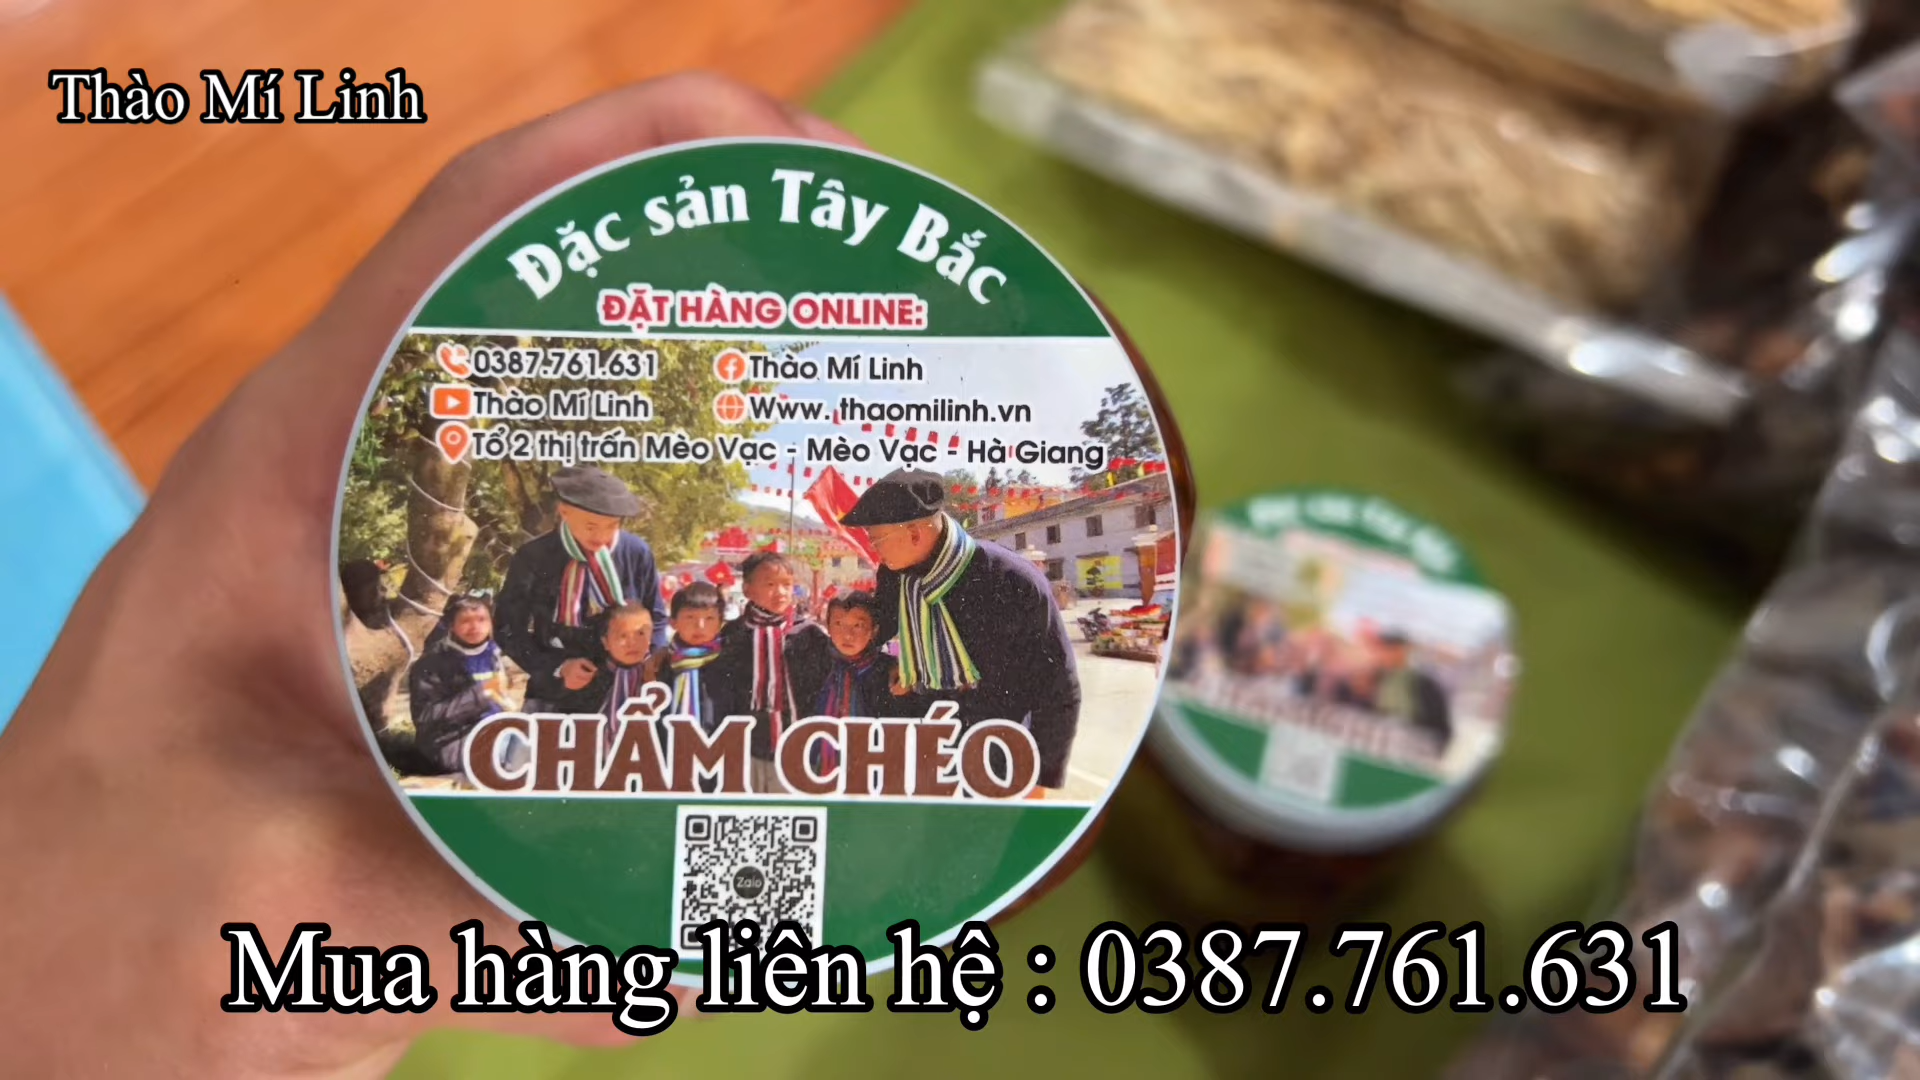 Thào Mí Linh
Đặc sản Tây Bắc
ĐẶT HÀNG ONLINE:
0387.761.631
Thào Mí Linh
Thào Mí Linh
Www. thaomilinh.vn
Tổ 2 thị trấn Mèo Vạc - Mèo Vạc - Hà Giang
CHẨM CHÉO
Zalo
Mua hàng liên hệ : 0387.761.631